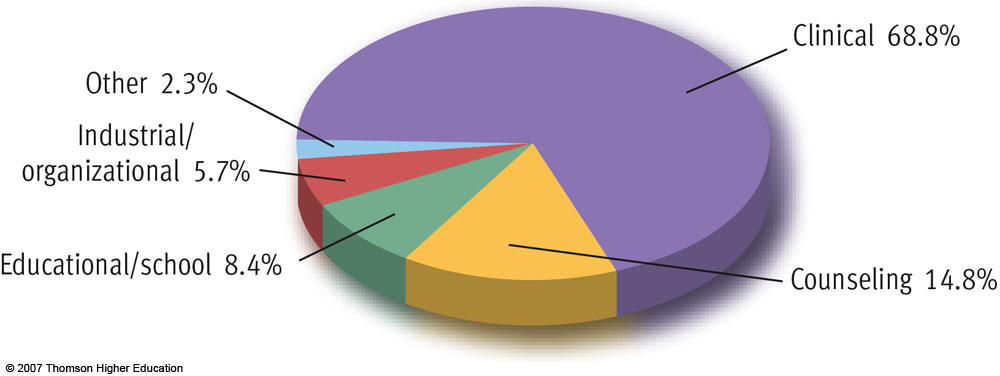 Clinical 68.8%
Other 2.3%
Industrial/
organizational 5.7%
Educational/school 8.4%
Counseling 14.8%
© 2007 Thomson Higher Education